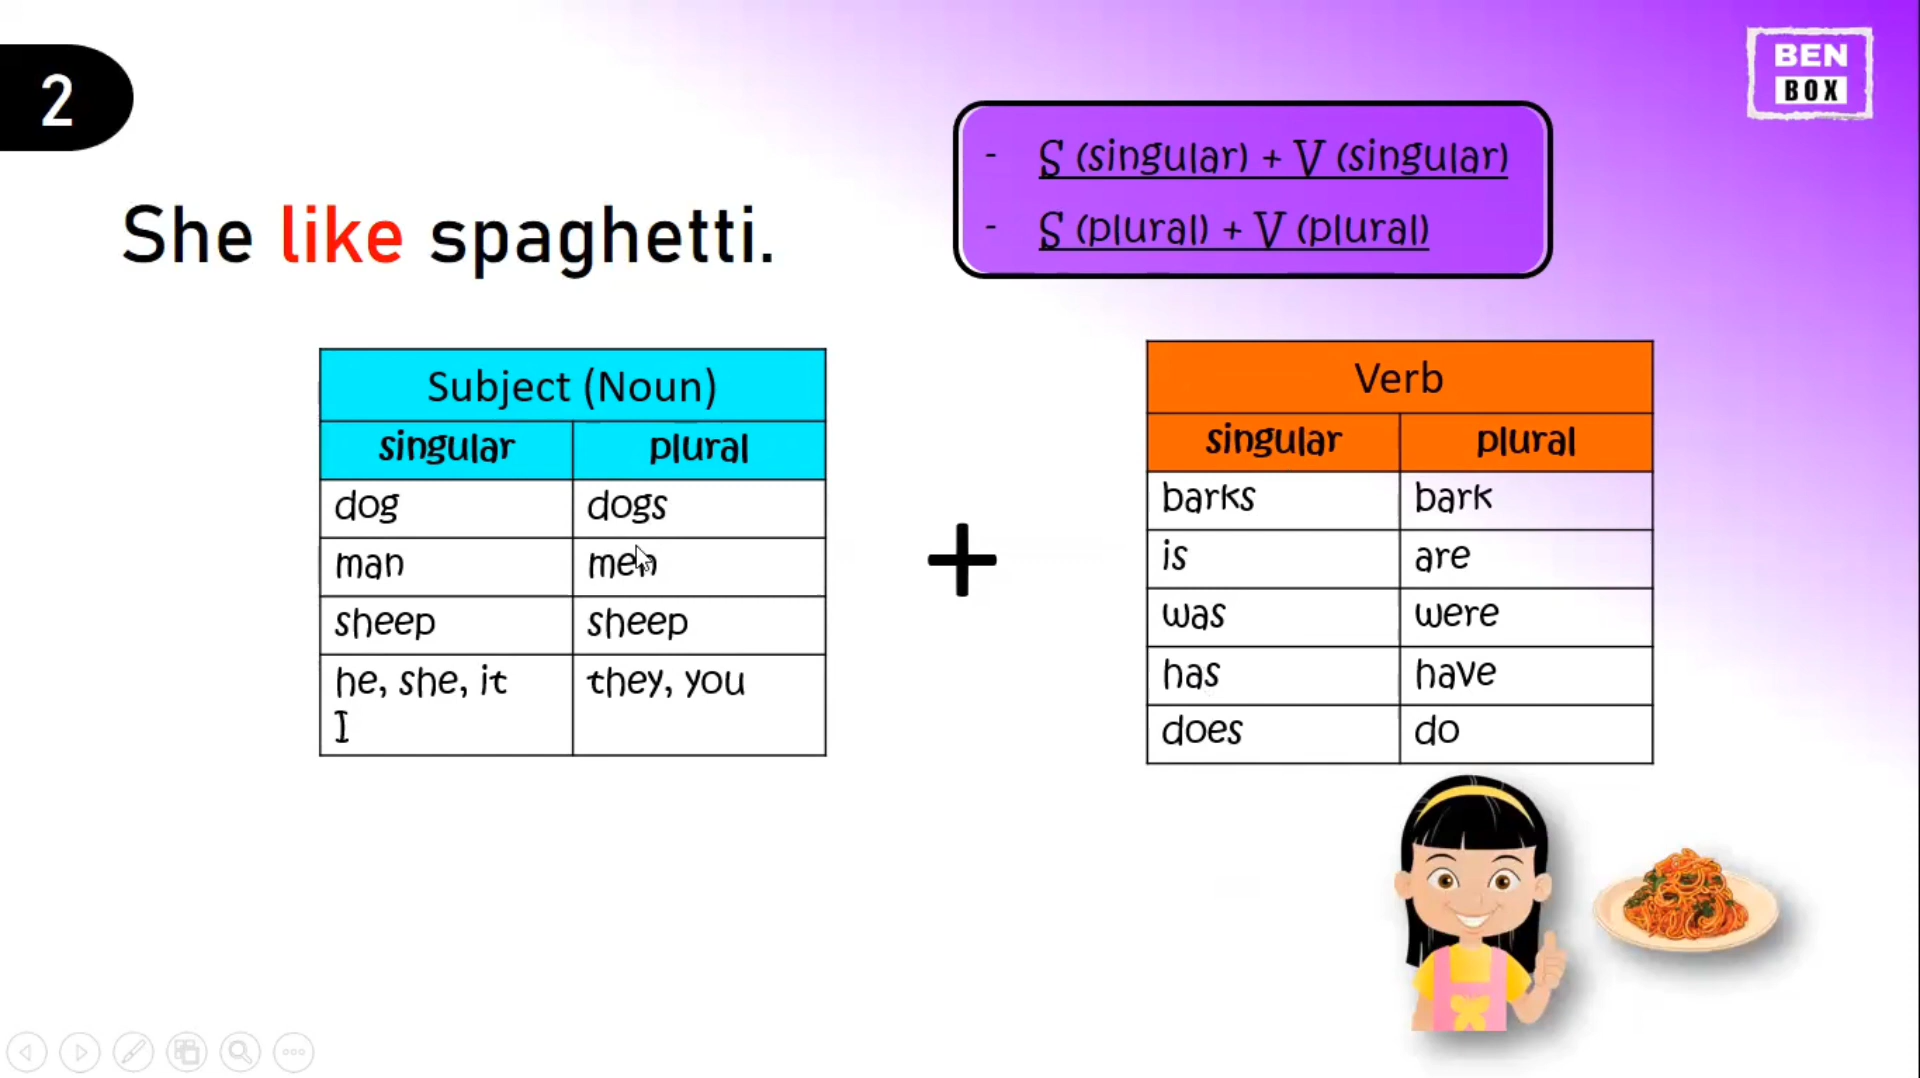 2
BEN
BOX
- S (singular) + V (singular)
- S (plural) + V (plural)
She like spaghetti.
Subject (Noun)
singular plural
dog dogs
man men
sheep sheep
he, she, it they, you
I
+
Verb
singular plural
barks bark
is are
was were
has have
does do